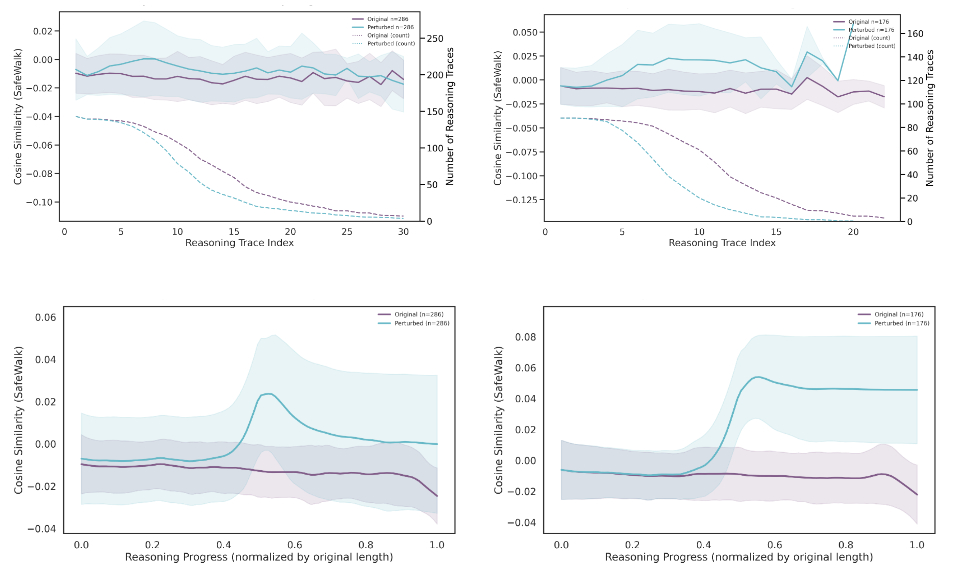 Original n=286
Perturbed n=286
Original (count)
Perturbed (count)
0.02
0.00
−0.02
−0.04
−0.06
−0.08
−0.10
250
200
150
100
50
0
Cosine Similarity (SafeWalk)
Number of Reasoning Traces
0 5 10 15 20 25 30
Reasoning Trace Index
Original n=176
Perturbed n=176
Original (count)
Perturbed (count)
0.050
0.025
0.000
−0.025
−0.050
−0.075
−0.100
−0.125
160
140
120
100
80
60
40
20
0
Cosine Similarity (SafeWalk)
Number of Reasoning Traces
0 5 10 15 20
Reasoning Trace Index
Original (n=286)
Perturbed (n=286)
0.06
0.04
0.02
0.00
−0.02
−0.04
Cosine Similarity (SafeWalk)
0.0 0.2 0.4 0.6 0.8 1.0
Reasoning Progress (normalized by original length)
Original (n=176)
Perturbed (n=176)
0.08
0.06
0.04
0.02
0.00
−0.02
−0.04
Cosine Similarity (SafeWalk)
0.0 0.2 0.4 0.6 0.8 1.0
Reasoning Progress (normalized by original length)